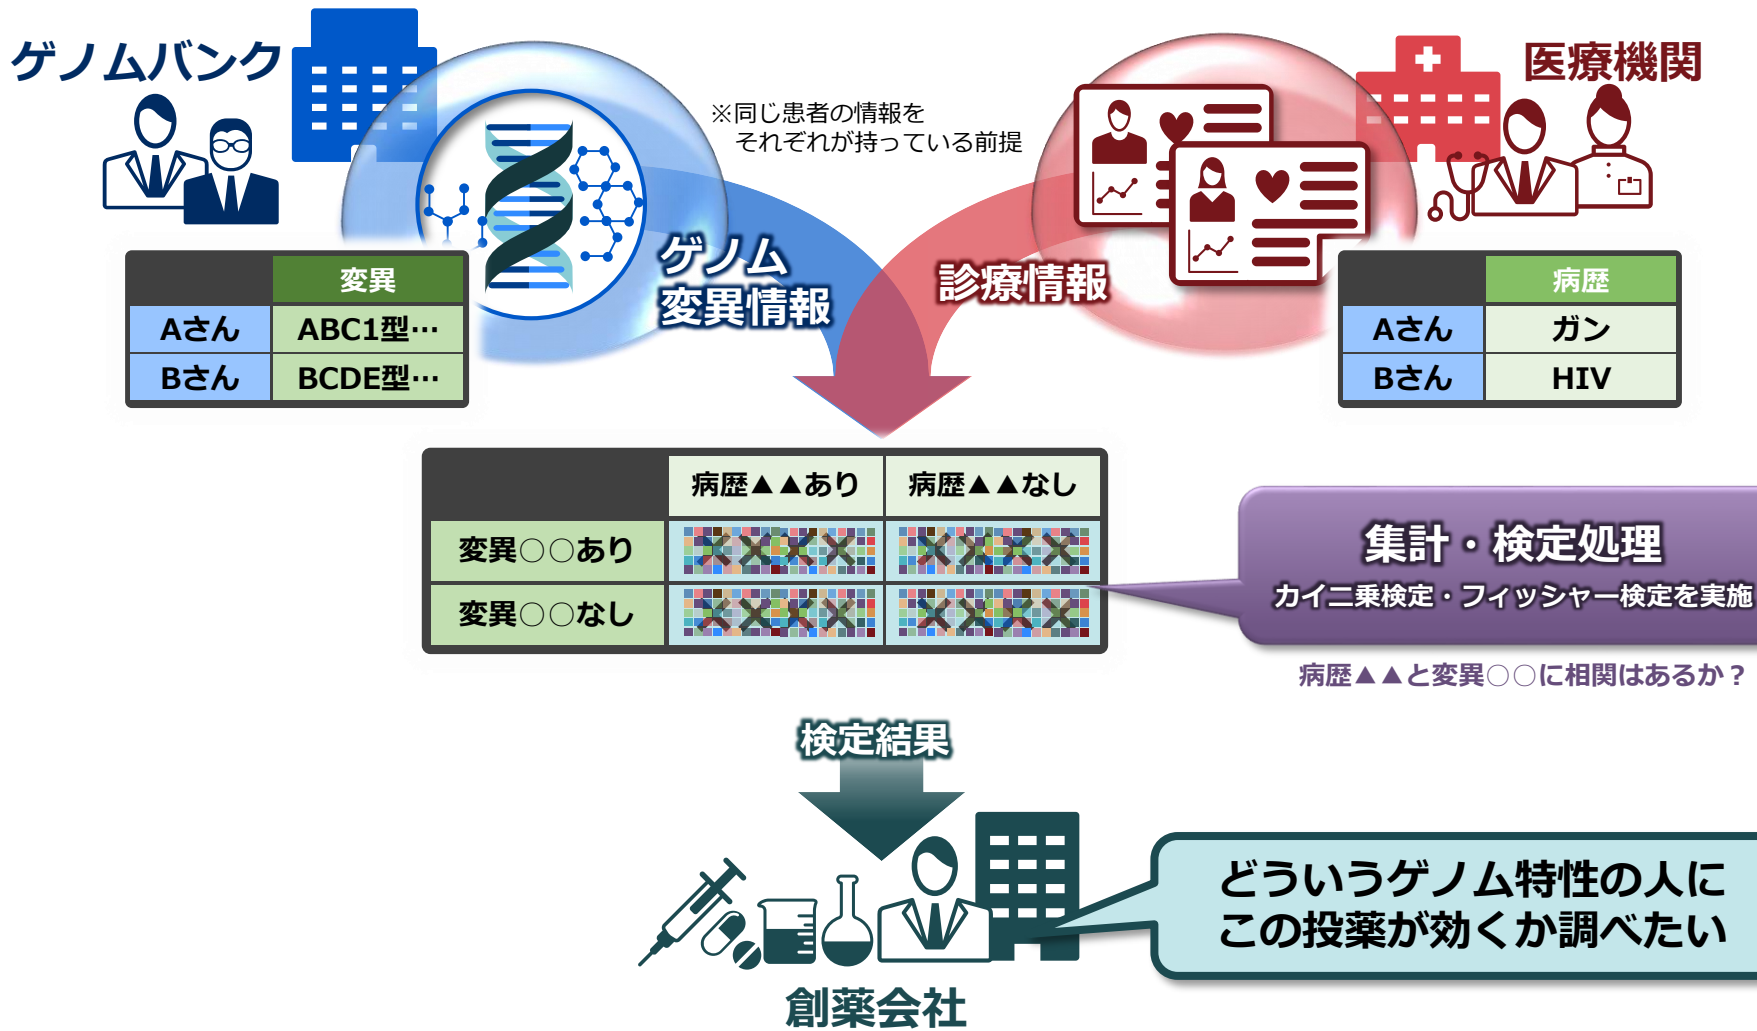 ゲノムバンク
医療機関
※同じ患者の情報を
それぞれが持っている前提
ゲノム
変異情報
診療情報
変異
Aさん ABC1型…
Bさん BCDE型…
病歴
Aさん ガン
Bさん HIV
病歴▲▲あり 病歴▲▲なし
変異○○あり
変異○○なし
集計・検定処理
カイ二乗検定・フィッシャー検定を実施
病歴▲▲と変異○○に相関はあるか？
検定結果
どういうゲノム特性の人に
この投薬が効くか調べたい
創薬会社